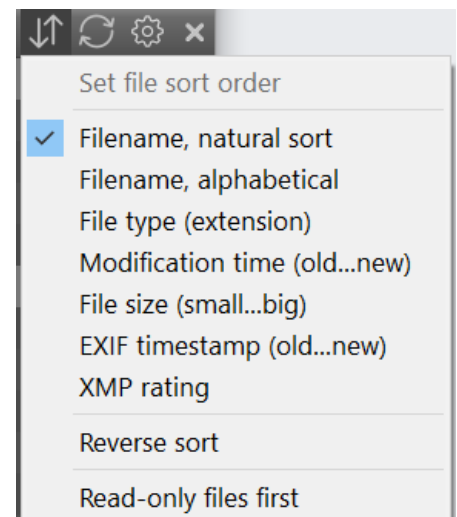 Set file sort order
Filename, natural sort
Filename, alphabetical
File type (extension)
Modification time (old...new)
File size (small...big)
EXIF timestamp (old...new)
XMP rating
Reverse sort
Read-only files first